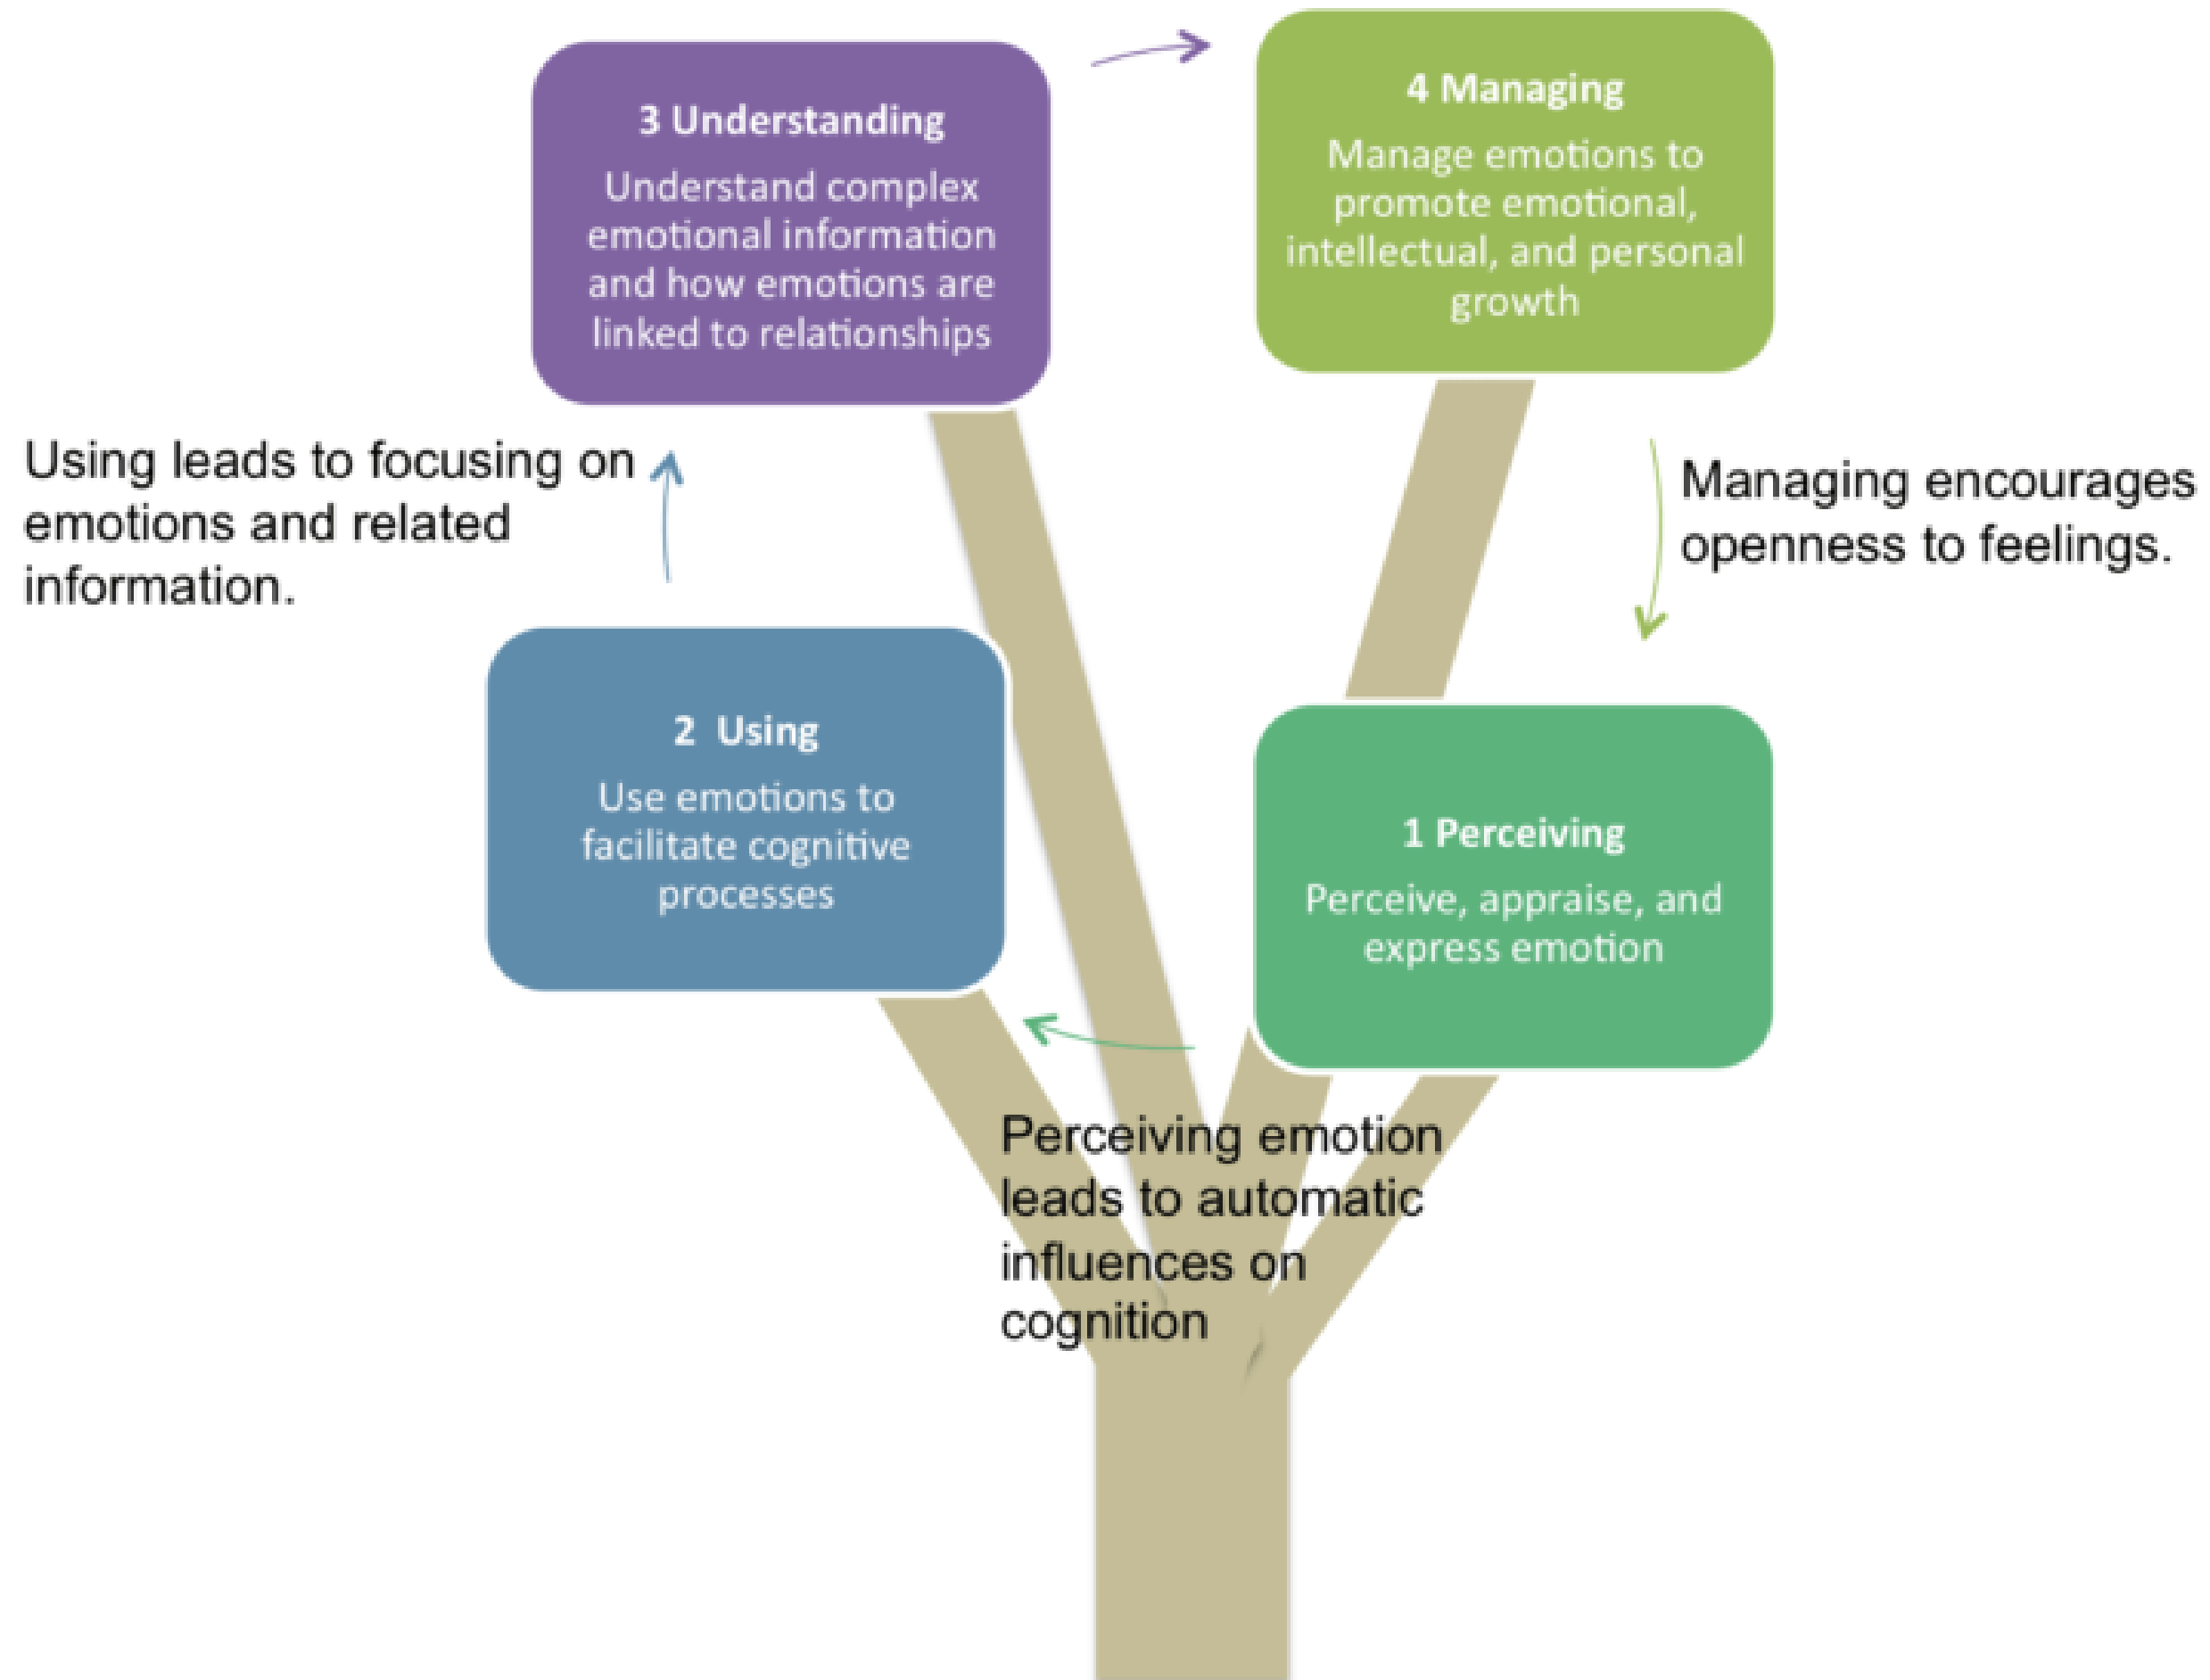 3 Understanding
Understand complex
emotional information
and how emotions are
linked to relationships
4 Managing
Manage emotions to
promote emotional,
intellectual, and personal
growth
Using leads to focusing on
emotions and related
information.
Managing encourages
openness to feelings.
2  Using
Use emotions to
facilitate cognitive
processes
1 Perceiving
Perceive, appraise, and
express emotion
Perceiving emotion
leads to automatic
influences on
cognition